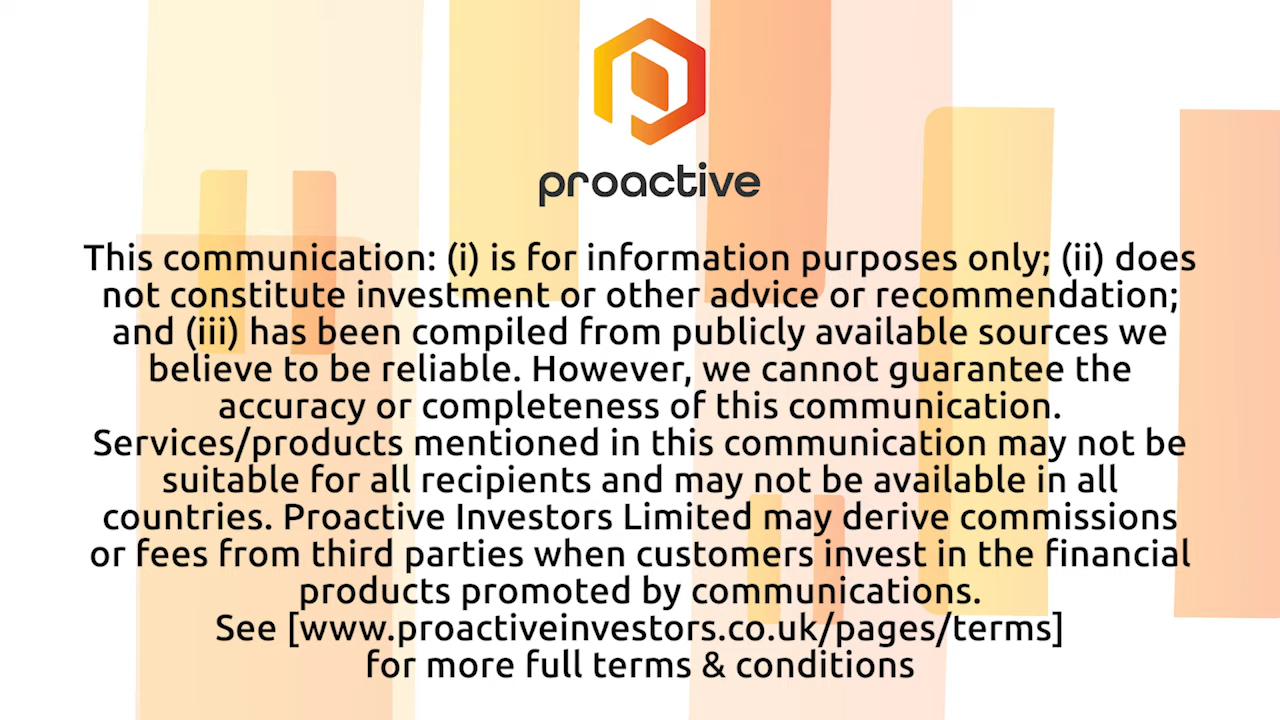 proactive
This communication: (i) is for information purposes only; (ii) does
not constitute investment or other advice or recommendation;
and (iii) has been compiled from publicly available sources we
believe to be reliable. However, we cannot guarantee the
accuracy or completeness of this communication.
Services/products mentioned in this communication may not be
suitable for all recipients and may not be available in all
countries. Proactive Investors Limited may derive commissions
or fees from third parties when customers invest in the financial
products promoted by communications.
See [www.proactiveinvestors.co.uk/pages/terms]
for more full terms & conditions